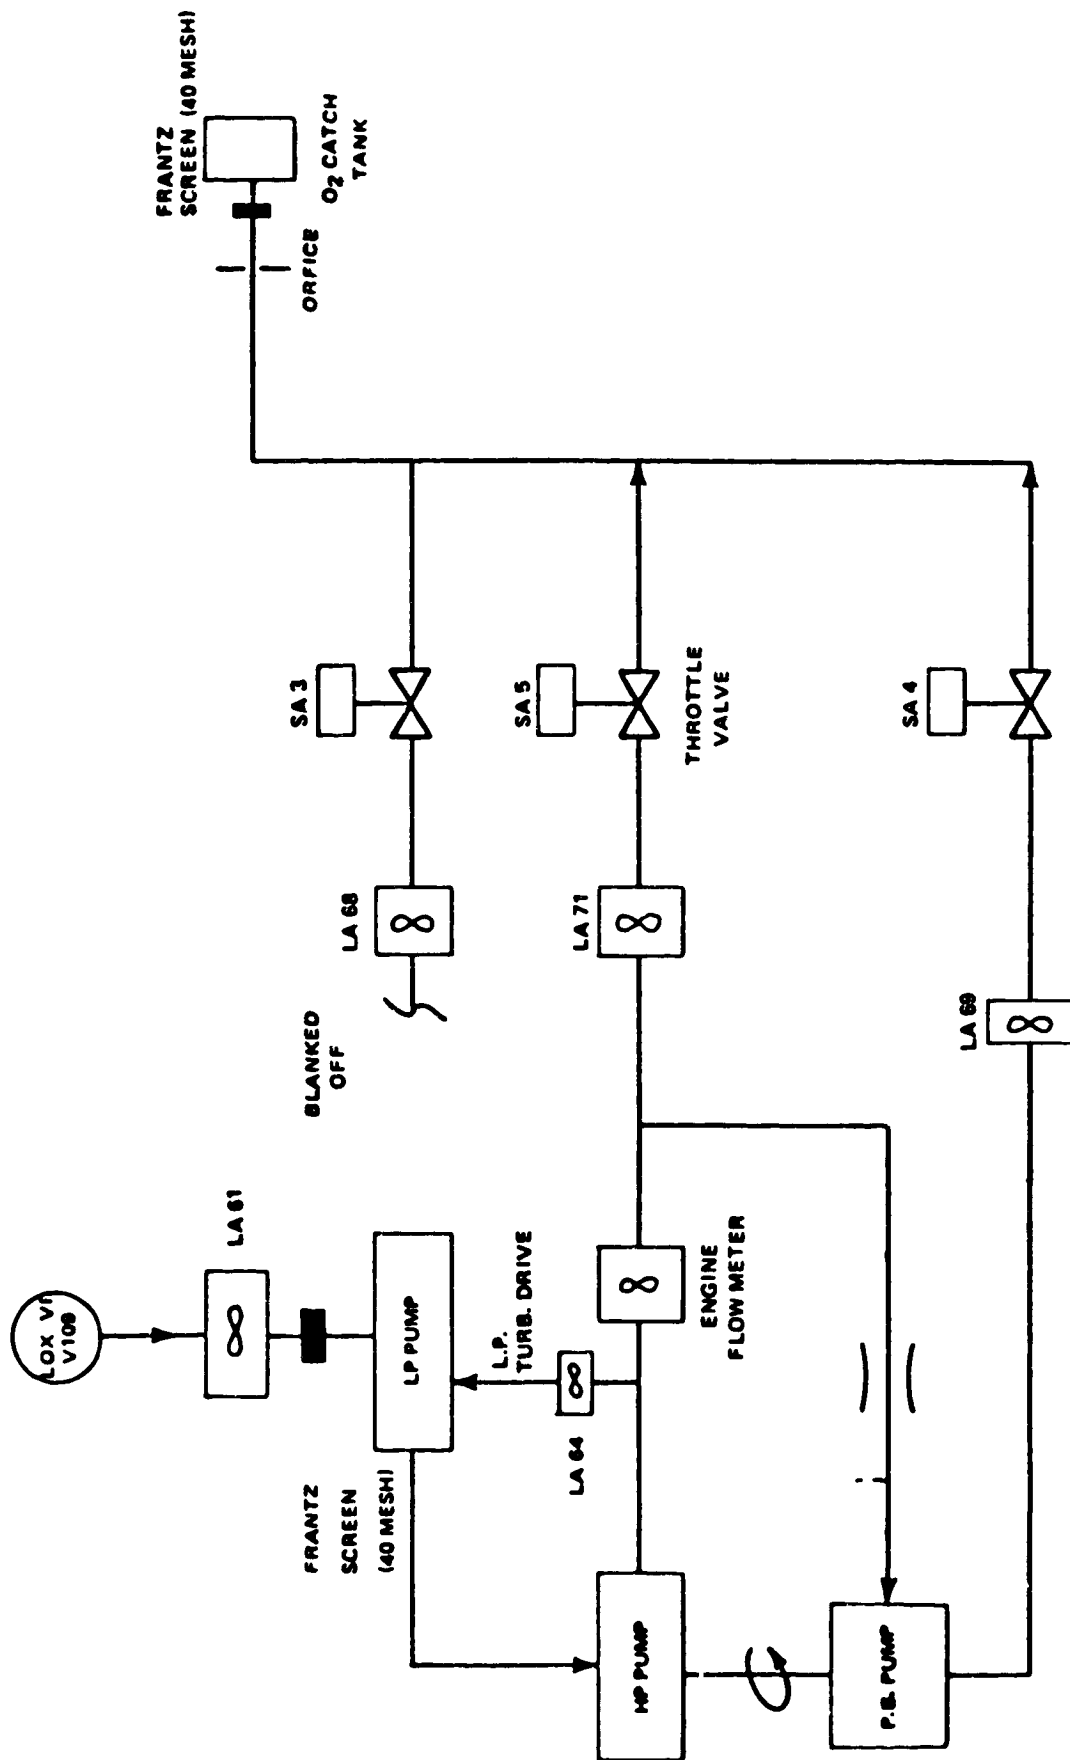 LOX VI
V109
LA 61
FRANTZ
SCREEN
(40 MESH)
LP PUMP
L.P.
TURB. DRIVE
LA 64
HP PUMP
P.B. PUMP
ENGINE
FLOW METER
BLANKED
OFF
LA 68
LA 71
LA 69
SA 3
SA 5
THROTTLE
VALVE
SA 4
ORFICE
FRANTZ
SCREEN (40 MESH)
O₂ CATCH
TANK